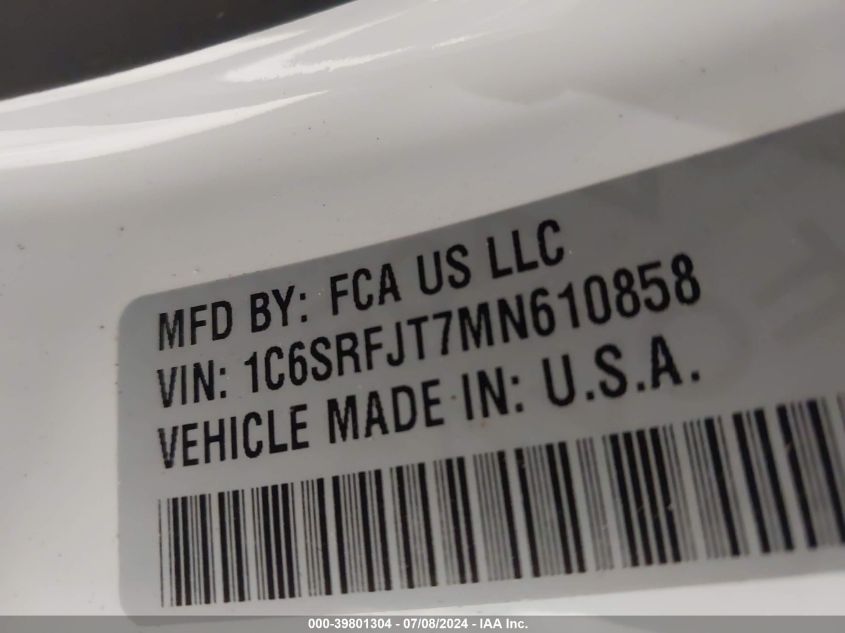 MFD BY: FCA US LLC
VIN: 1C6SRFJT7MN610858
VEHICLE MADE IN: U.S.A.
000-39801304 - 07/08/2024 - IAA Inc.